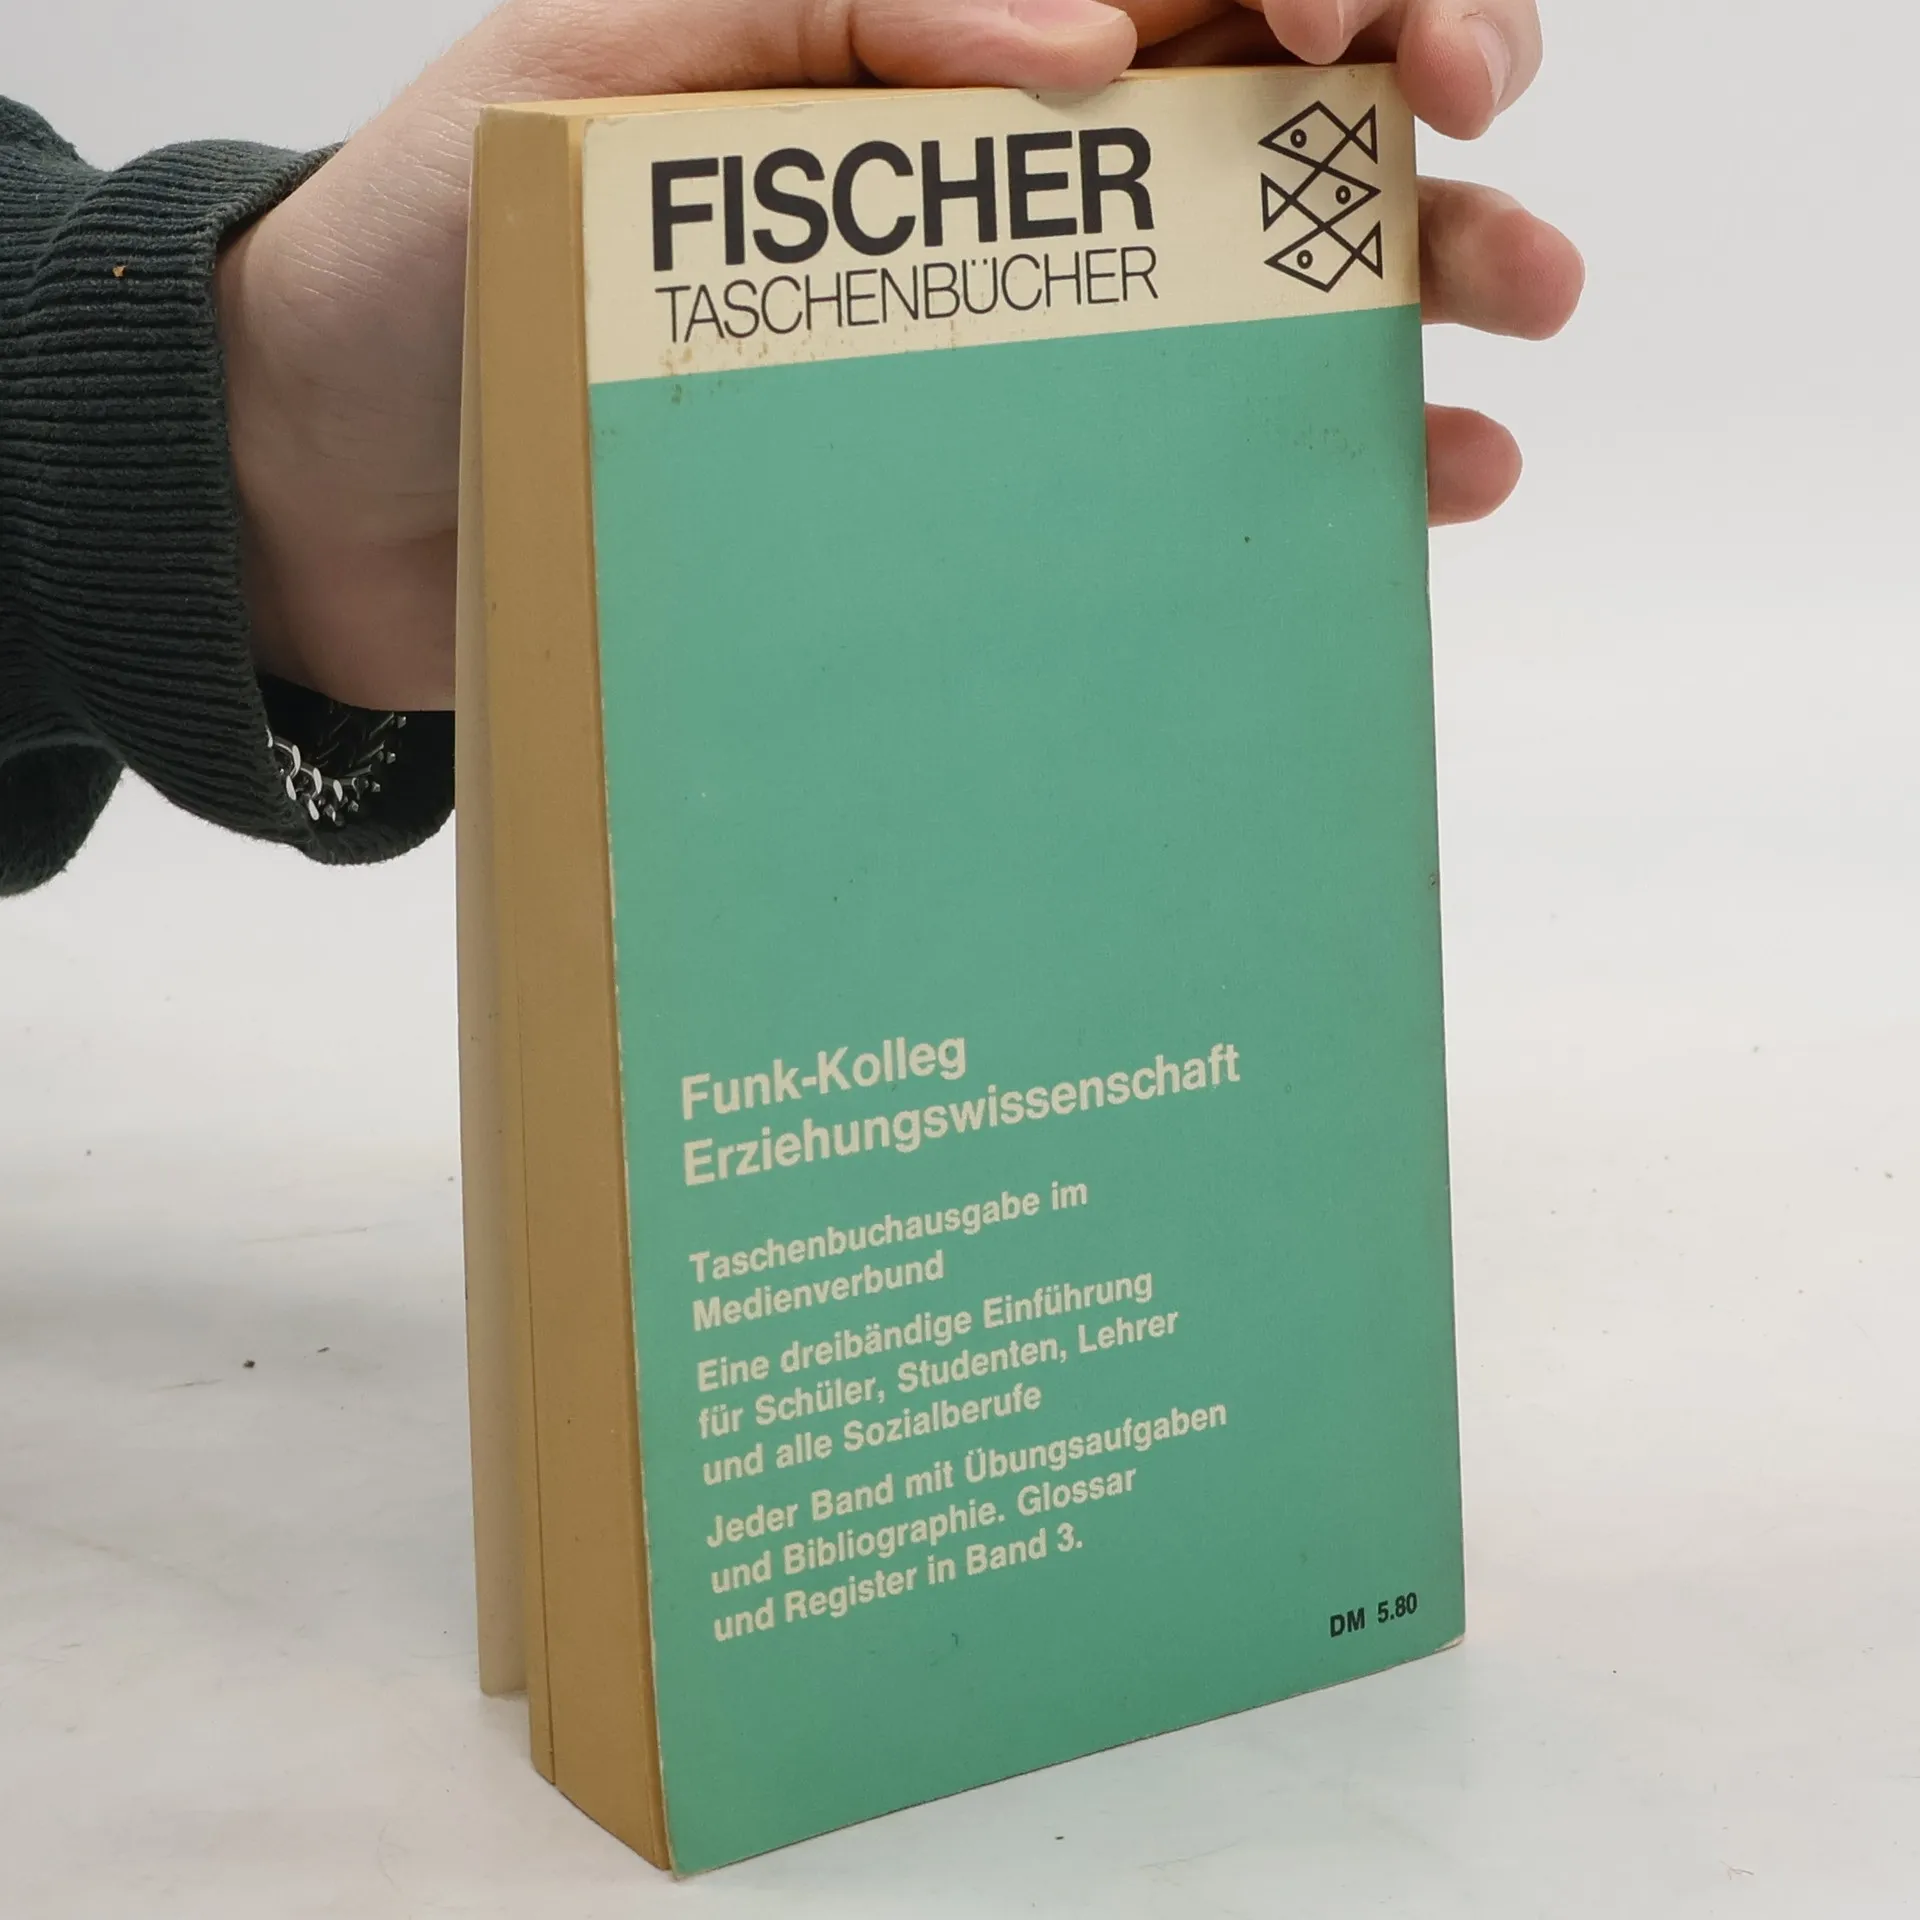 FISCHER
TASCHENBÜCHER
Funk-Kolleg
Erziehungswissenschaft
Taschenbuchausgabe im
Medienverbund
Eine dreibändige Einführung
für Schüler, Studenten, Lehrer
und alle Sozialberufe
Jeder Band mit Übungsaufgaben
und Bibliographie. Glossar
und Register in Band 3.
DM 5.80